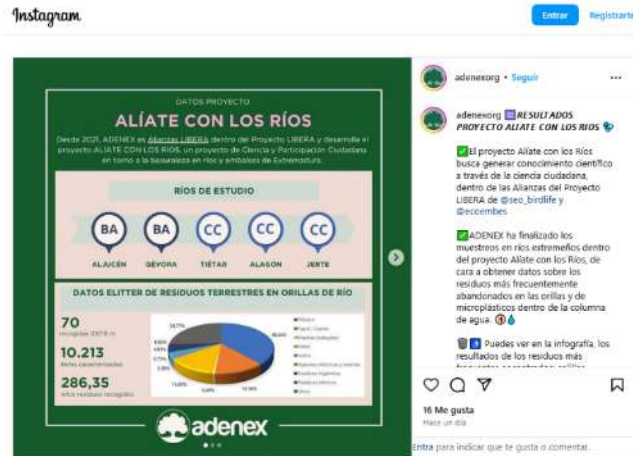 Instagram
Entrar
Registrarte
DATOS PROYECTO
ALÍATE CON LOS RÍOS
Desde 2021, ADENEX es Alianzas LIBERA dentro del Proyecto LIBERA y desarrolla el
proyecto ALIATE CON LOS RIOS, un proyecto de Ciencia y Participación Ciudadana
en torno a la basuraleza en ríos y embalses de Extremadura.
RÍOS DE ESTUDIO
BA BA CC CC CC
ALJUCÉN GÉVORA TIÉTAR ALAGÓN JERTE
DATOS ELITTER DE RESIDUOS TERRESTRES EN ORILLAS DE RÍO
70
10.213
286,35
adenex
adenexorg • Seguir
adenexorg RESULTADOS
PROYECTO ALIATE CON LOS RIOS
El proyecto Alíate con los Ríos
busca generar conocimiento científico
a través de la ciencia ciudadana,
dentro de las Alianzas del Proyecto
LIBERA de @seo_birdlife y
@ecoembes
ADENEX ha finalizado los
muestreos en ríos extremeños dentro
del proyecto Alíate con los Ríos, de
cara a obtener datos sobre los
residuos más frecuentemente
abandonados en las orillas y de
microplásticos dentro de la columna
de agua.
Puedes ver en la infografía, los
resultados de los residuos más
16 Me gusta
Hace un día
Entra para indicar que te gusta o comentar.